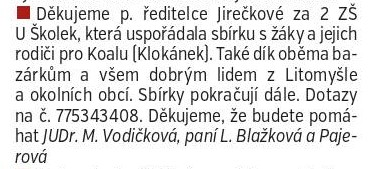 ■ Děkujeme p. ředitelce Jirečkové za 2 ZŠ
U Školek, která uspořádala sbírku s žáky a jejich
rodiči pro Koalu (Klokánek). Také dík oběma ba-
zárkům a všem dobrým lidem z Litomyšle
a okolních obcí. Sbírky pokračují dále. Dotazy
na č. 775343408. Děkujeme, že budete pomá-
hat JUDr. M. Vodičková, paní L. Blažková a Paje-
rová